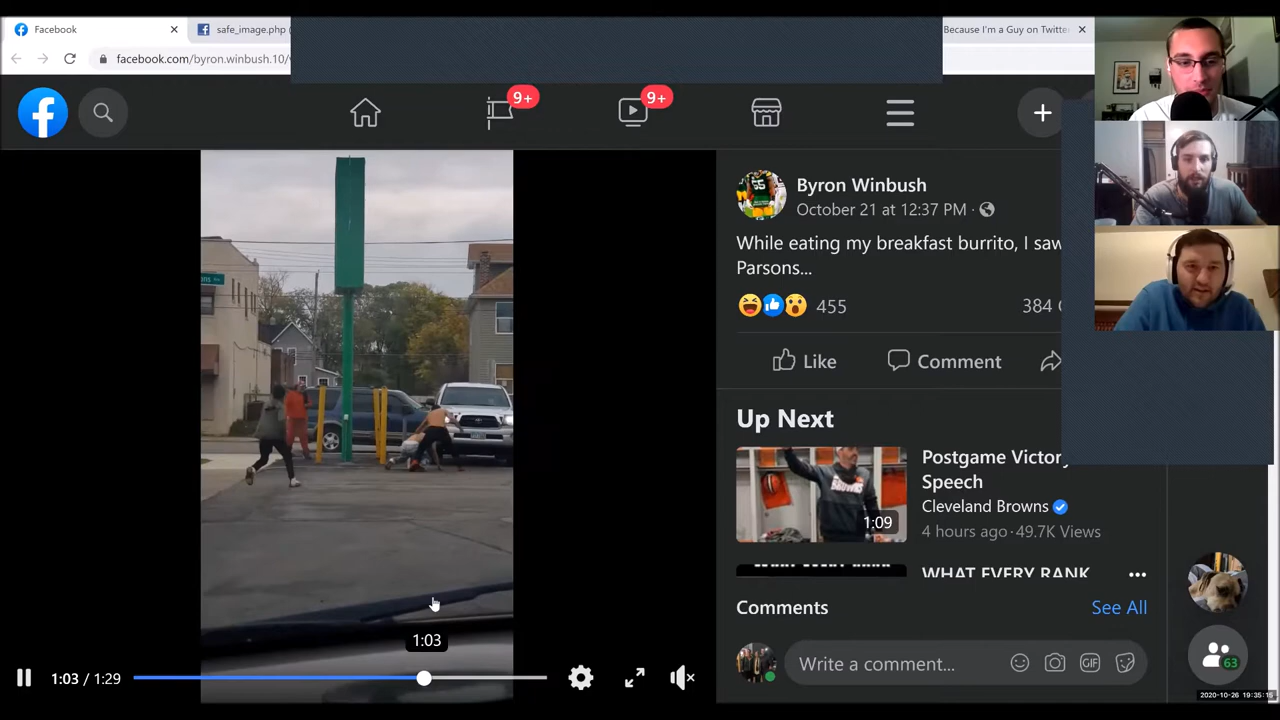 Facebook
safe_image.php (
Because I'm a Guy on Twitte
facebook.com/byron.winbush.10/
9+
9+
Byron Winbush
October 21 at 12:37 PM
While eating my breakfast burrito, I saw
Parsons...
455
384
Like
Comment
Up Next
Postgame Victory
Speech
Cleveland Browns
4 hours ago · 49.7K Views
1:09
WHAT EVERY RANK
Comments
See All
Write a comment...
GIF
63
1:03
1:03 / 1:29
2020-10-26 19:35:15